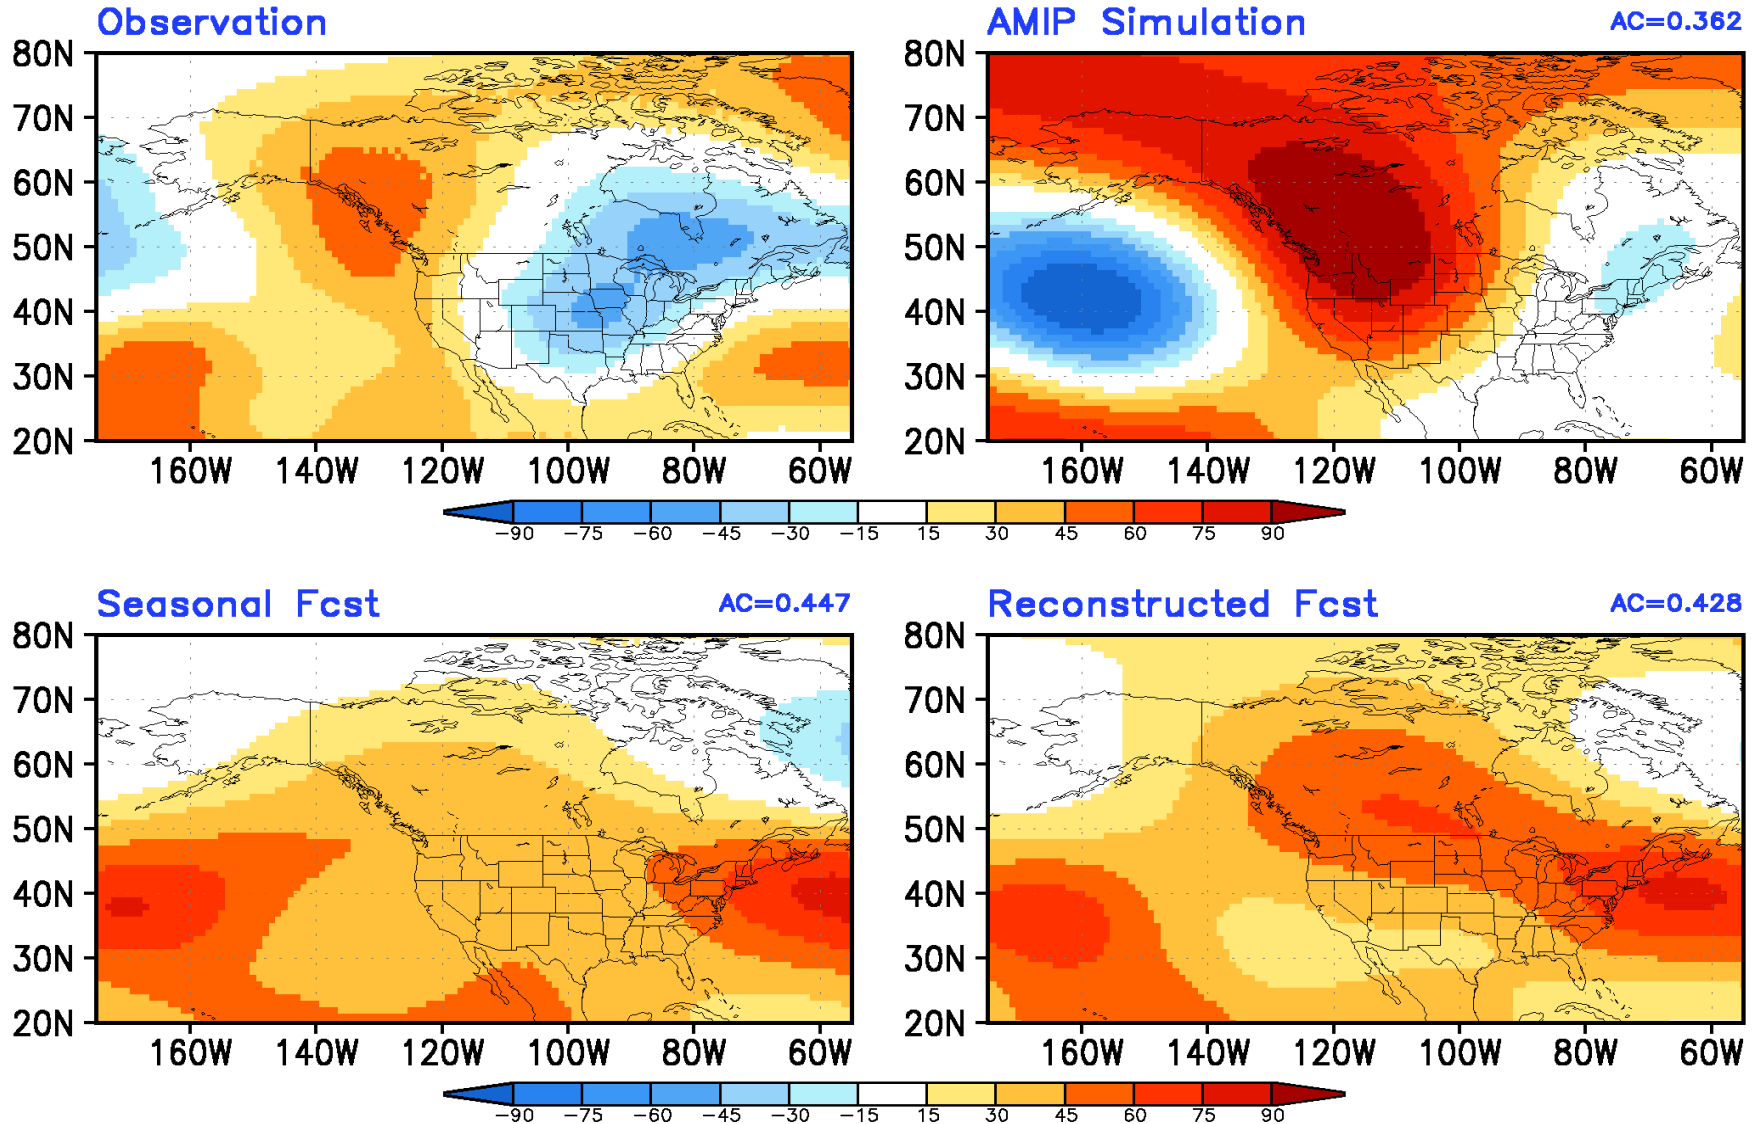 Observation
AMIP Simulation AC=0.362
80N
70N
60N
50N
40N
30N
20N
160W 140W 120W 100W 80W 60W
80N
70N
60N
50N
40N
30N
20N
160W 140W 120W 100W 80W 60W
−90 −75 −60 −45 −30 −15 15 30 45 60 75 90
Seasonal Fcst AC=0.447
Reconstructed Fcst AC=0.428
80N
70N
60N
50N
40N
30N
20N
160W 140W 120W 100W 80W 60W
80N
70N
60N
50N
40N
30N
20N
160W 140W 120W 100W 80W 60W
−90 −75 −60 −45 −30 −15 15 30 45 60 75 90